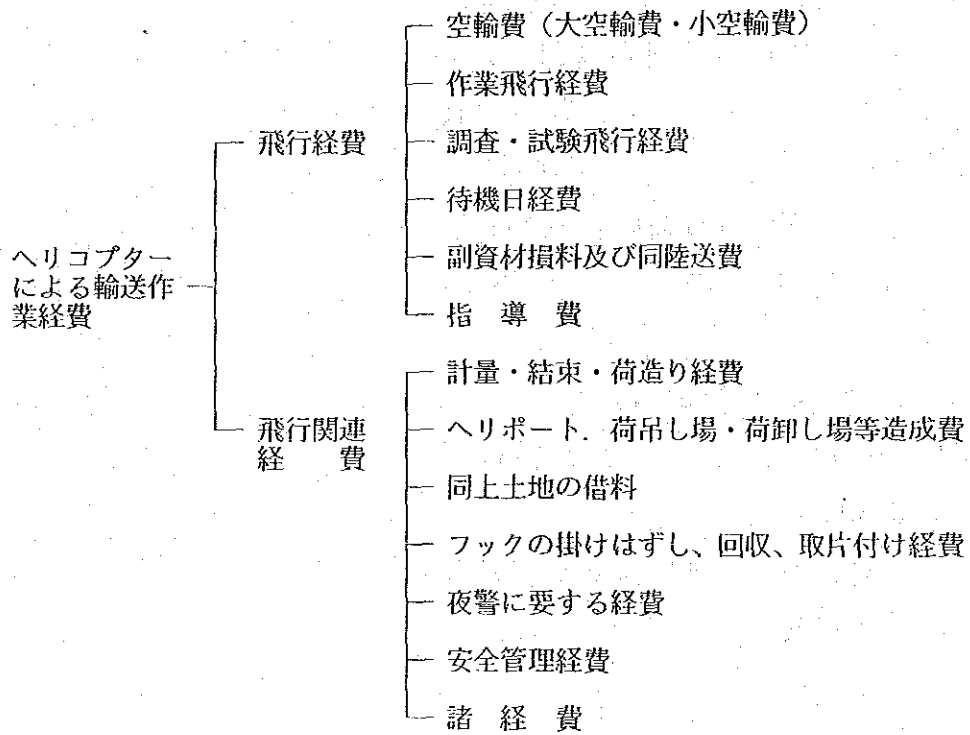 空輸費（大空輸費・小空輸費）
作業飛行経費
飛行経費
調査・試験飛行経費
待機日経費
ヘリコプター
による輸送作
業経費
副資材損料及び同陸送費
指導費
計量・結束・荷造り経費
飛行関連
経費
ヘリポート．荷吊し場・荷卸し場等造成費
同上土地の借料
フックの掛けはずし、回収、取片付け経費
夜警に要する経費
安全管理経費
諸経費